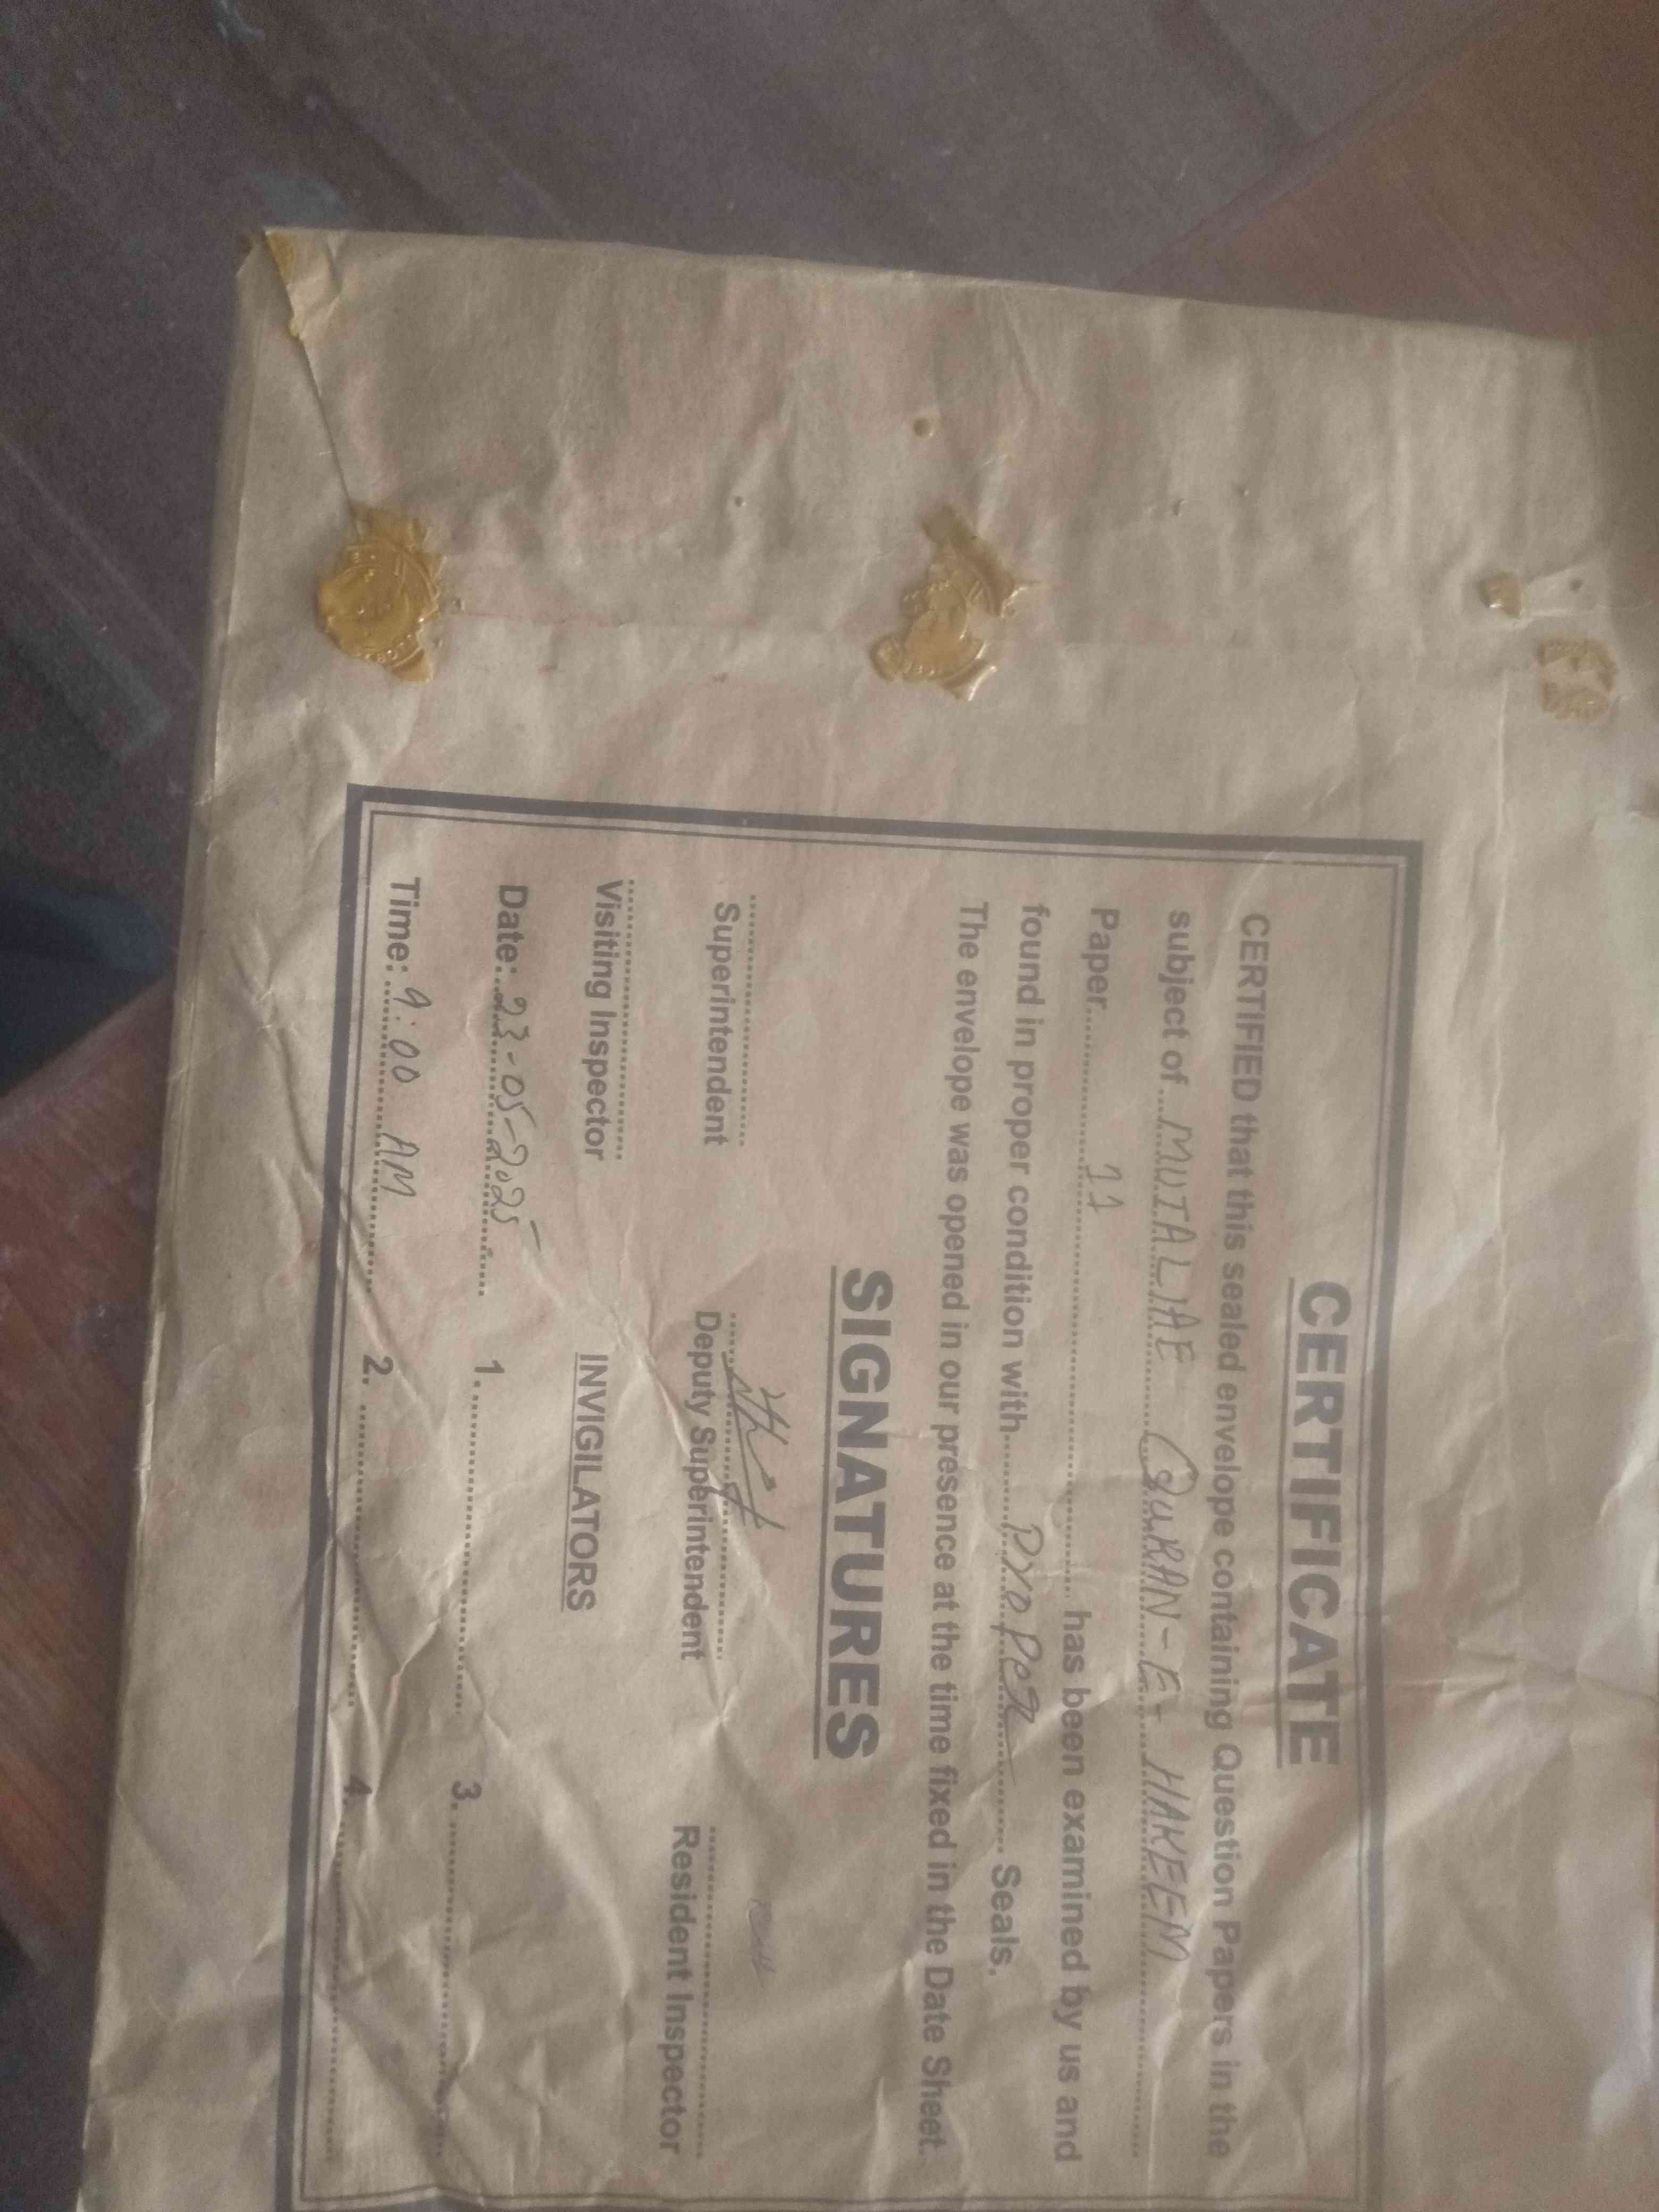 CERTIFICATE
CERTIFIED that this sealed envelope containing Question Papers in the
subject of MUTALIAE QuRAN-E-HAKEEM
Paper 11 has been examined by us and
found in proper condition with proper Seals.
The envelope was opened in our presence at the time fixed in the Date Sheet.
SIGNATURES
Superintendent Deputy Superintendent Resident Inspector
Visiting Inspector INVIGILATORS
Date: 23-05-2025 1. 3.
Time: 9:00 AM 2. 4.